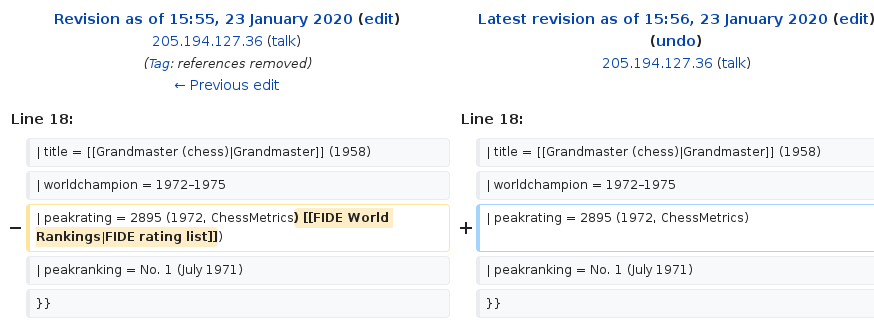 Revision as of 15:55, 23 January 2020 (edit)
205.194.127.36 (talk)
(Tag: references removed)
← Previous edit
Latest revision as of 15:56, 23 January 2020 (edit)
(undo)
205.194.127.36 (talk)
Line 18:
Line 18:
| title = [[Grandmaster (chess)|Grandmaster]] (1958)
| title = [[Grandmaster (chess)|Grandmaster]] (1958)
| worldchampion = 1972–1975
| worldchampion = 1972–1975
− | peakrating = 2895 (1972, ChessMetrics) [[FIDE World
Rankings|FIDE rating list]])
+ | peakrating = 2895 (1972, ChessMetrics)
| peakranking = No. 1 (July 1971)
| peakranking = No. 1 (July 1971)
}}
}}